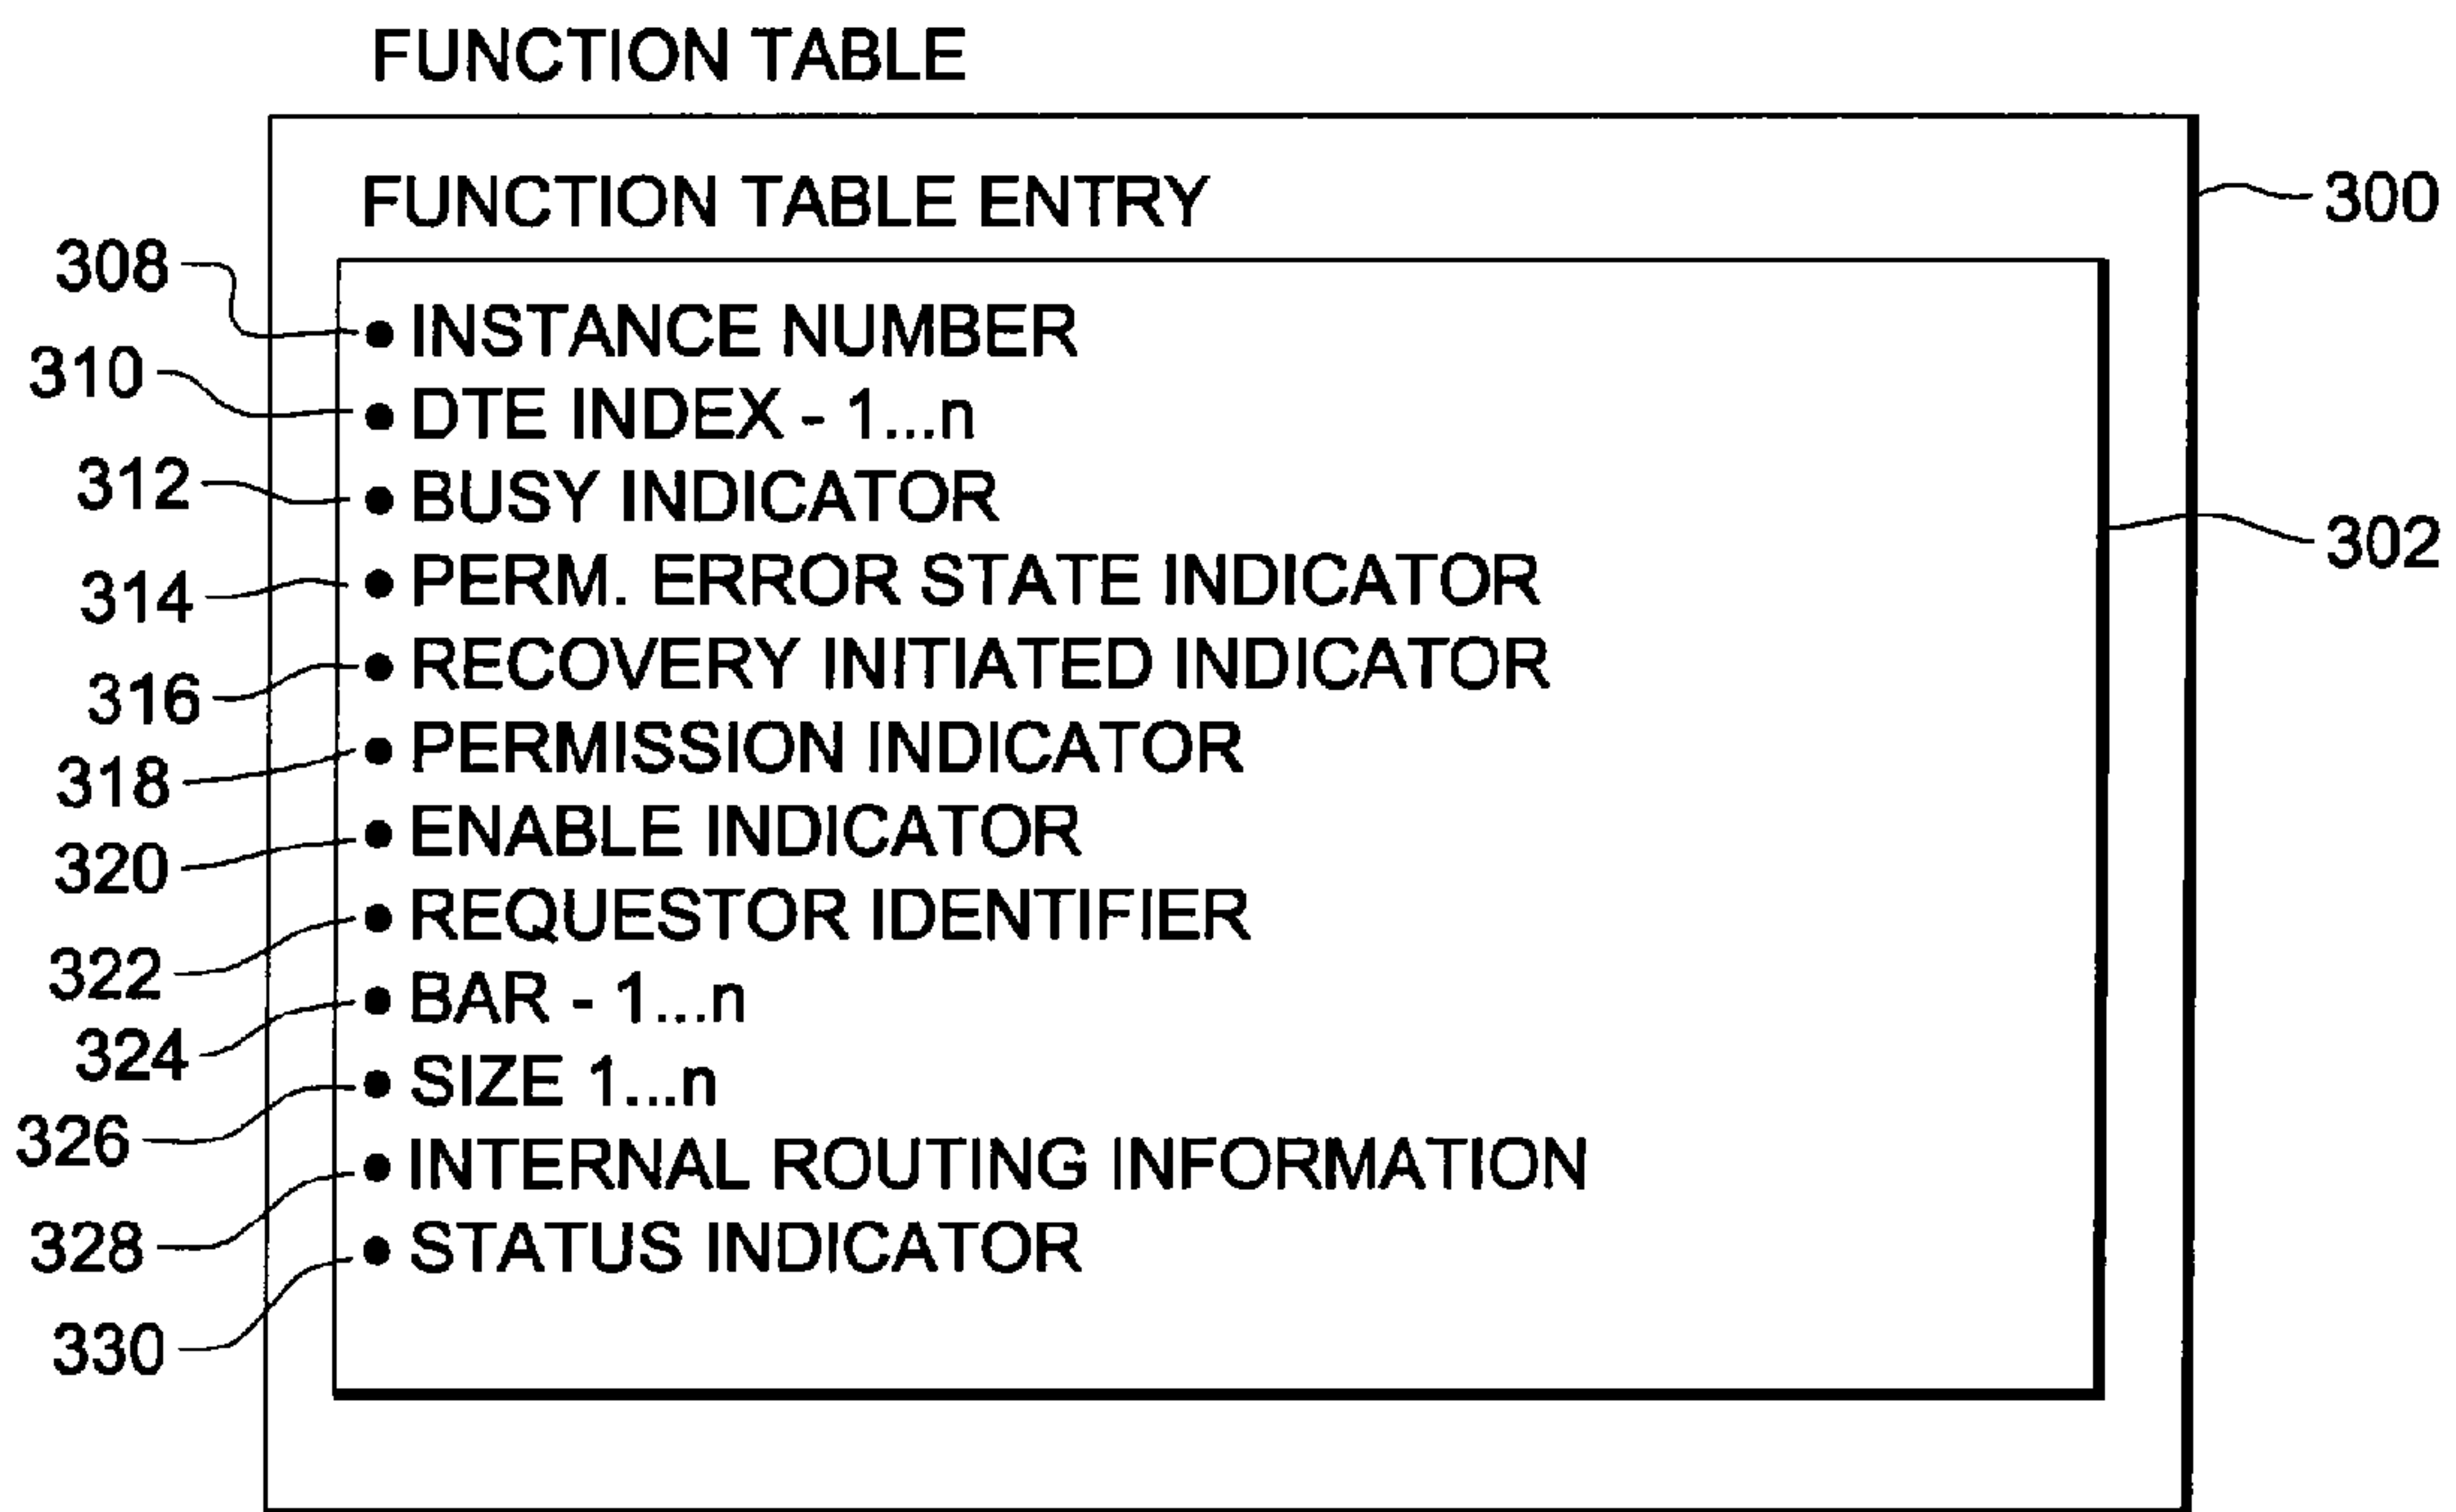 FUNCTION TABLE
FUNCTION TABLE ENTRY
300
308
● INSTANCE NUMBER
310
● DTE INDEX - 1...n
312
● BUSY INDICATOR
302
314
● PERM. ERROR STATE INDICATOR
316
● RECOVERY INITIATED INDICATOR
318
● PERMISSION INDICATOR
320
● ENABLE INDICATOR
322
● REQUESTOR IDENTIFIER
324
● BAR - 1...n
326
● SIZE 1...n
328
● INTERNAL ROUTING INFORMATION
330
● STATUS INDICATOR